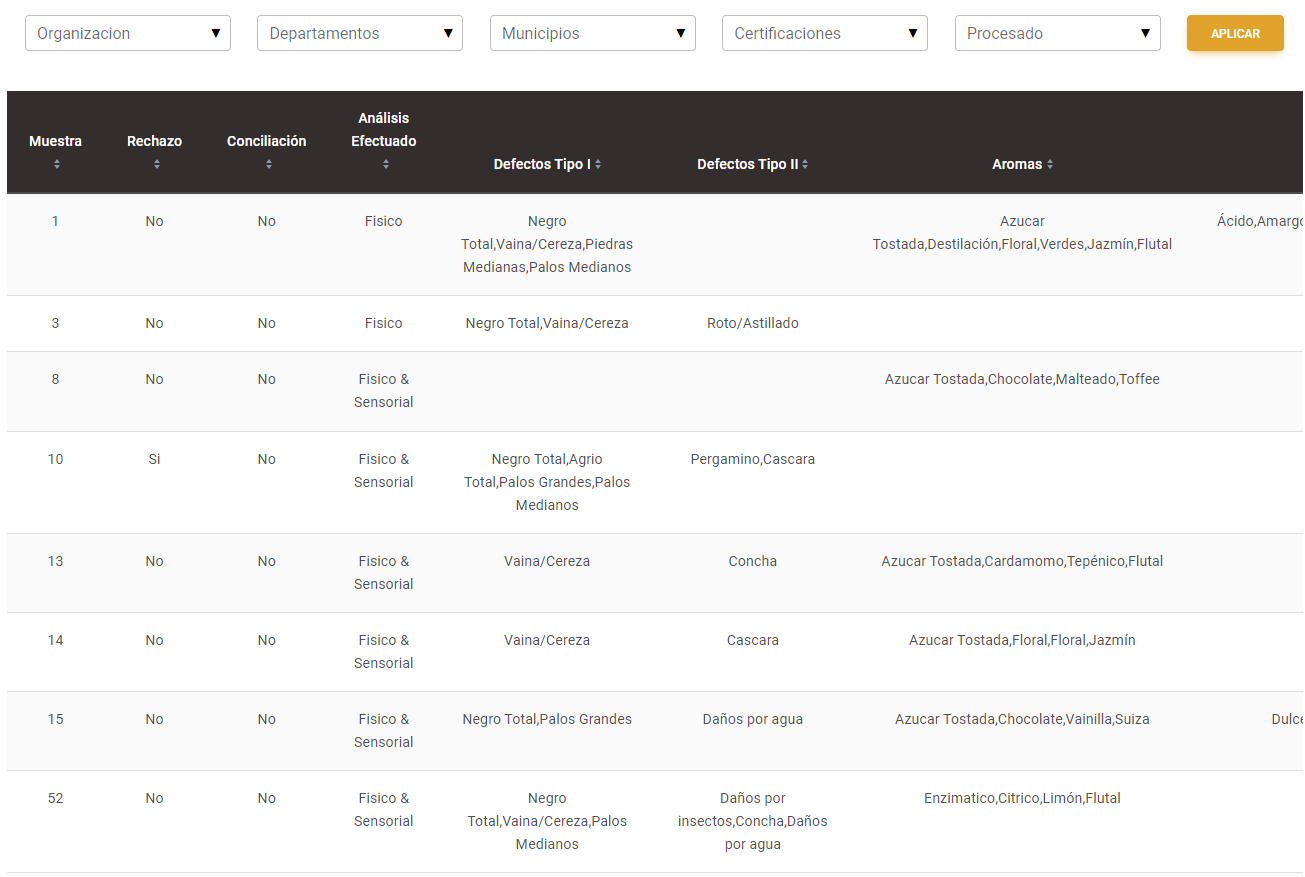 Organizacion ▼ Departamentos ▼ Municipios ▼ Certificaciones ▼ Procesado ▼ APLICAR
Análisis
Muestra Rechazo Conciliación Efectuado
Defectos Tipo I Defectos Tipo II Aromas
1 No No Fisico Negro Azucar Ácido,Amargo
Total,Vaina/Cereza,Piedras Tostada,Destilación,Floral,Verdes,Jazmín,Flutal
Medianas,Palos Medianos
3 No No Fisico Negro Total,Vaina/Cereza Roto/Astillado
8 No No Fisico & Azucar Tostada,Chocolate,Malteado,Toffee
Sensorial
10 Si No Fisico & Negro Total,Agrio Pergamino,Cascara
Sensorial Total,Palos Grandes,Palos
Medianos
13 No No Fisico & Vaina/Cereza Concha Azucar Tostada,Cardamomo,Tepénico,Flutal
Sensorial
14 No No Fisico & Vaina/Cereza Cascara Azucar Tostada,Floral,Floral,Jazmín
Sensorial
15 No No Fisico & Negro Total,Palos Grandes Daños por agua Azucar Tostada,Chocolate,Vainilla,Suiza Dulce
Sensorial
52 No No Fisico & Negro Daños por Enzimatico,Citrico,Limón,Flutal
Sensorial Total,Vaina/Cereza,Palos insectos,Concha,Daños
Medianos por agua